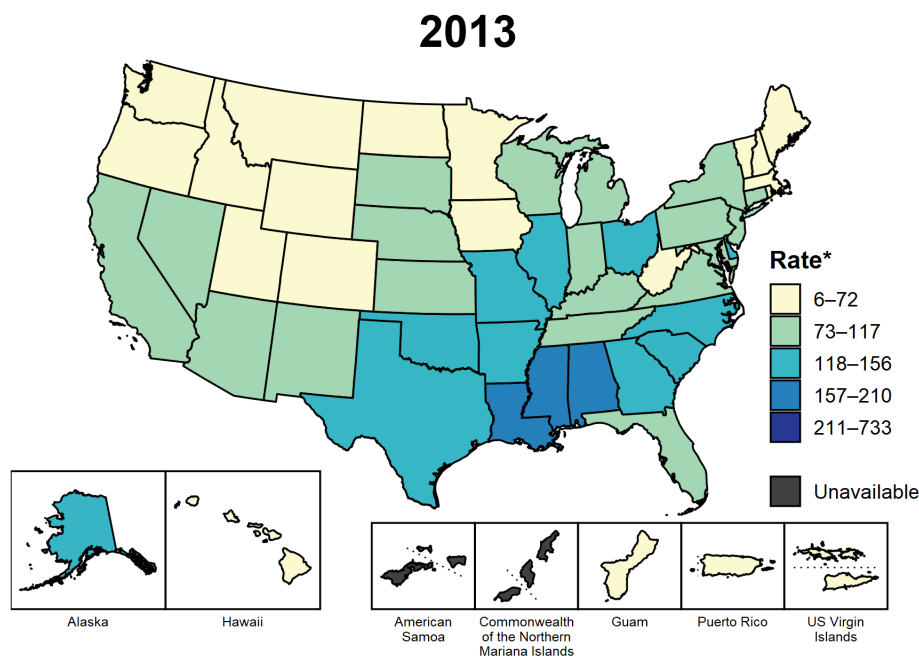 2013
Rate*
6–72
73–117
118–156
157–210
211–733
Unavailable
Alaska
Hawaii
American
Samoa
Commonwealth
of the Northern
Mariana Islands
Guam
Puerto Rico
US Virgin
Islands